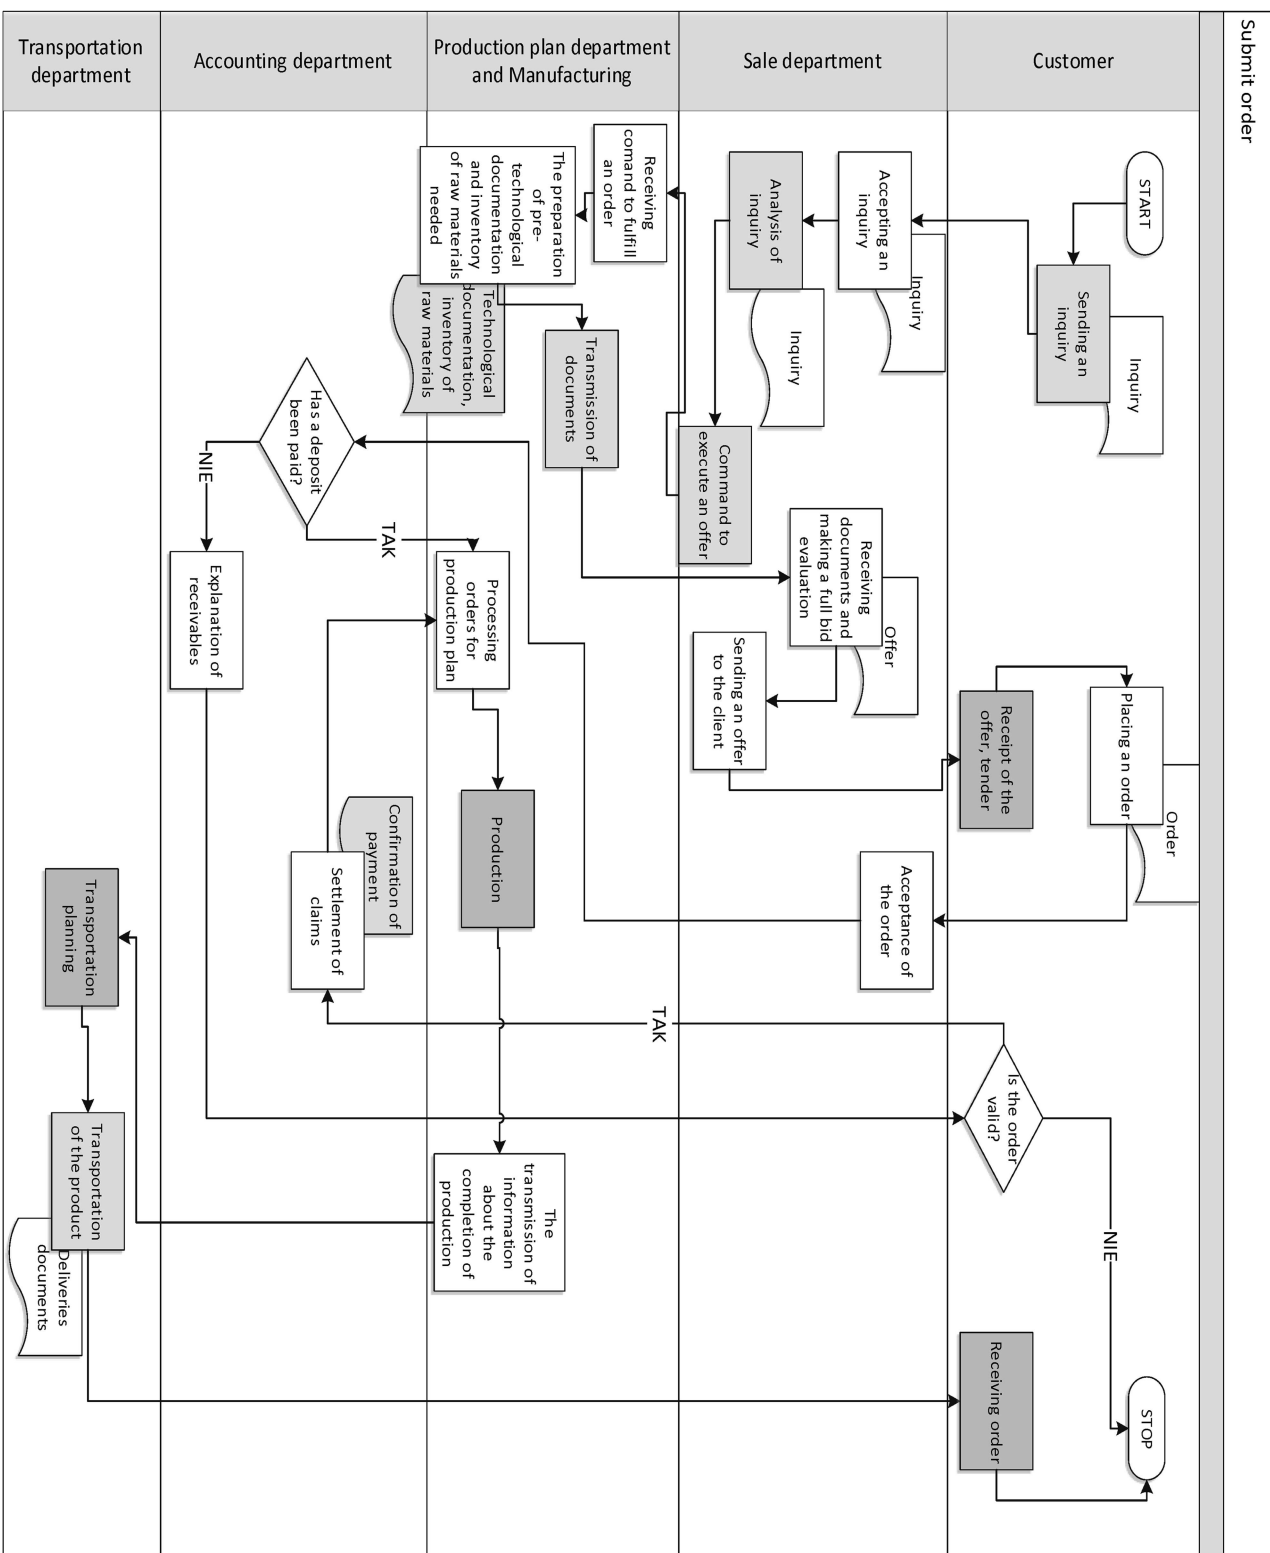 Submit order
Transportation
department
Accounting department
Production plan department
and Manufacturing
Sale department
Customer
START
Sending an
inquiry
Inquiry
Accepting an
inquiry
Inquiry
Analysis of
inquiry
Inquiry
Command to
execute an offer
Receiving
comand to fulfill
an order
The preparation
of pre-
technological
documentation
and inventory
of raw materials
needed
Technological
documentation,
inventory of
raw materials
Transmission of
documents
Receiving
documents and
making a full bid
evaluation
Offer
Sending an offer
to the client
Receipt of the
offer, tender
Placing an order
Order
Acceptance of
the order
Has a deposit
been paid?
NIE
TAK
Explanation of
receivables
Processing
orders for
production plan
Production
Confirmation of
payment
Settlement of
claims
TAK
Is the order
valid?
NIE
The
transmission of
information
about the
completion of
production
Transportation
planning
Transportation
of the product
Deliveries
documents
Receiving order
STOP